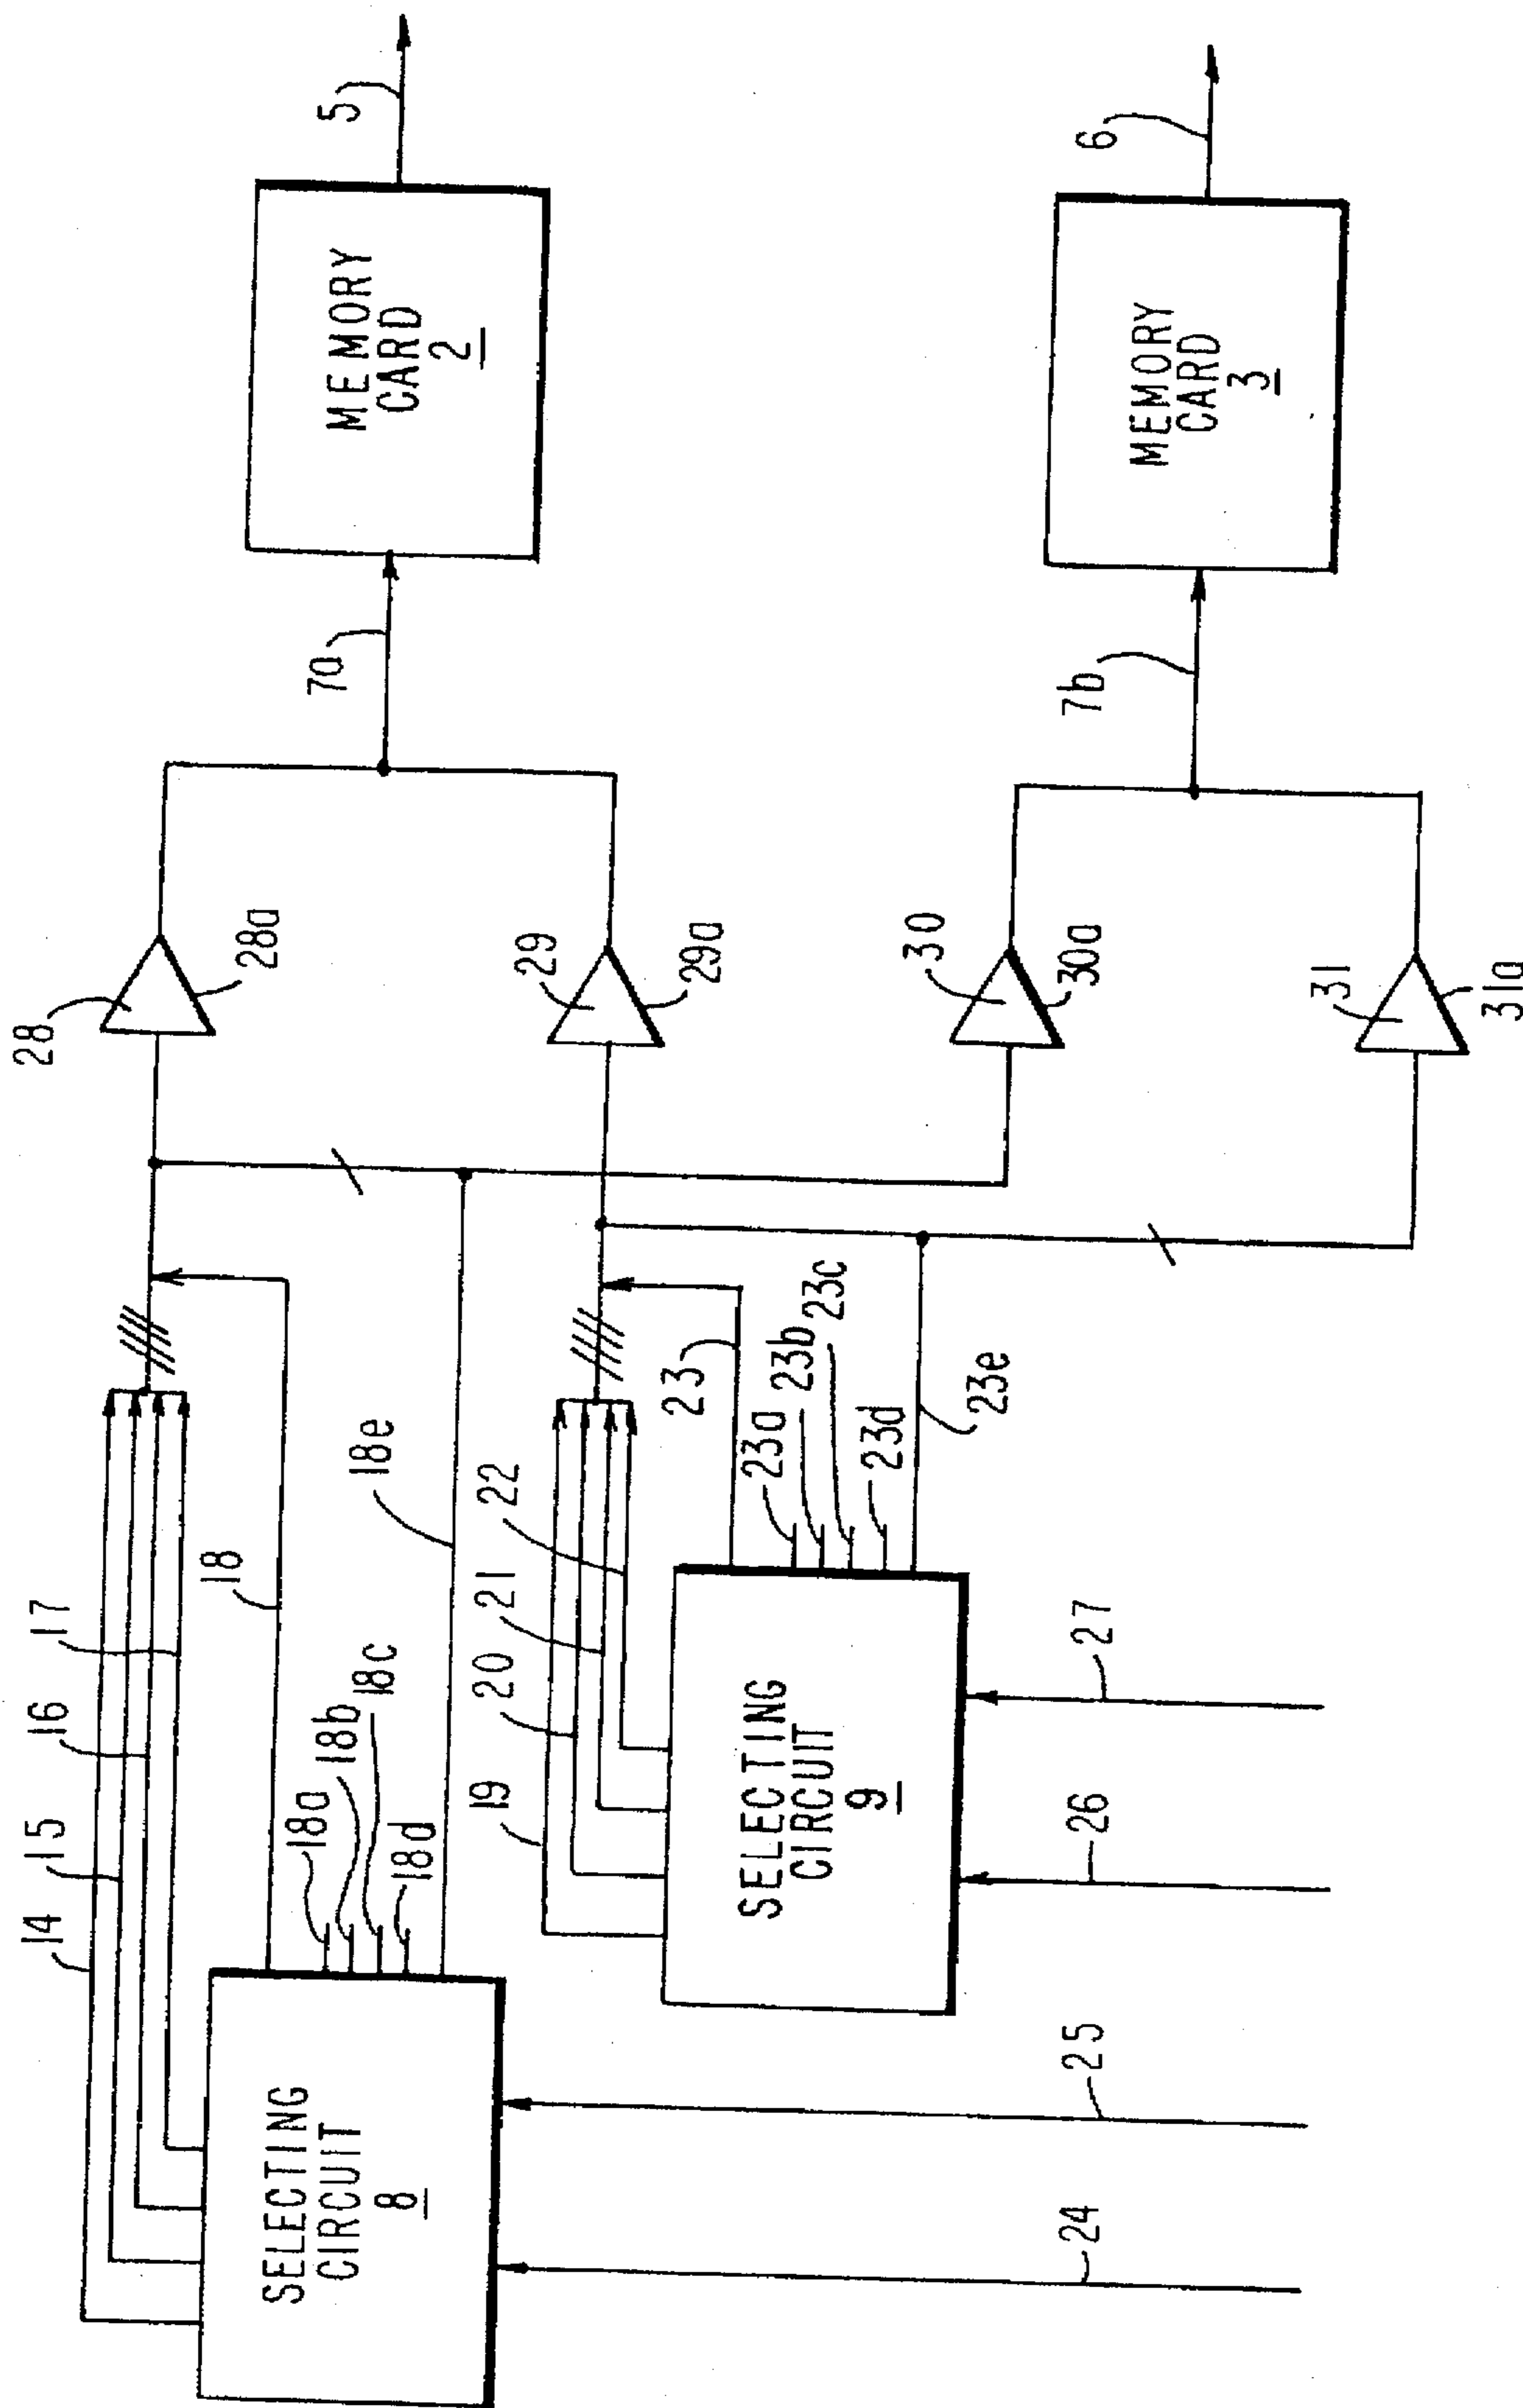 5
MEMORY
CARD
2
7a
28
28a
29
29a
6
MEMORY
CARD
3
7b
30
30a
31
31a
14
15
16
17
18
18a
18b
18c
18d
18e
SELECTING
CIRCUIT
8
19
20
21
22
23
23a
23b
23c
23d
23e
SELECTING
CIRCUIT
9
24
25
26
27